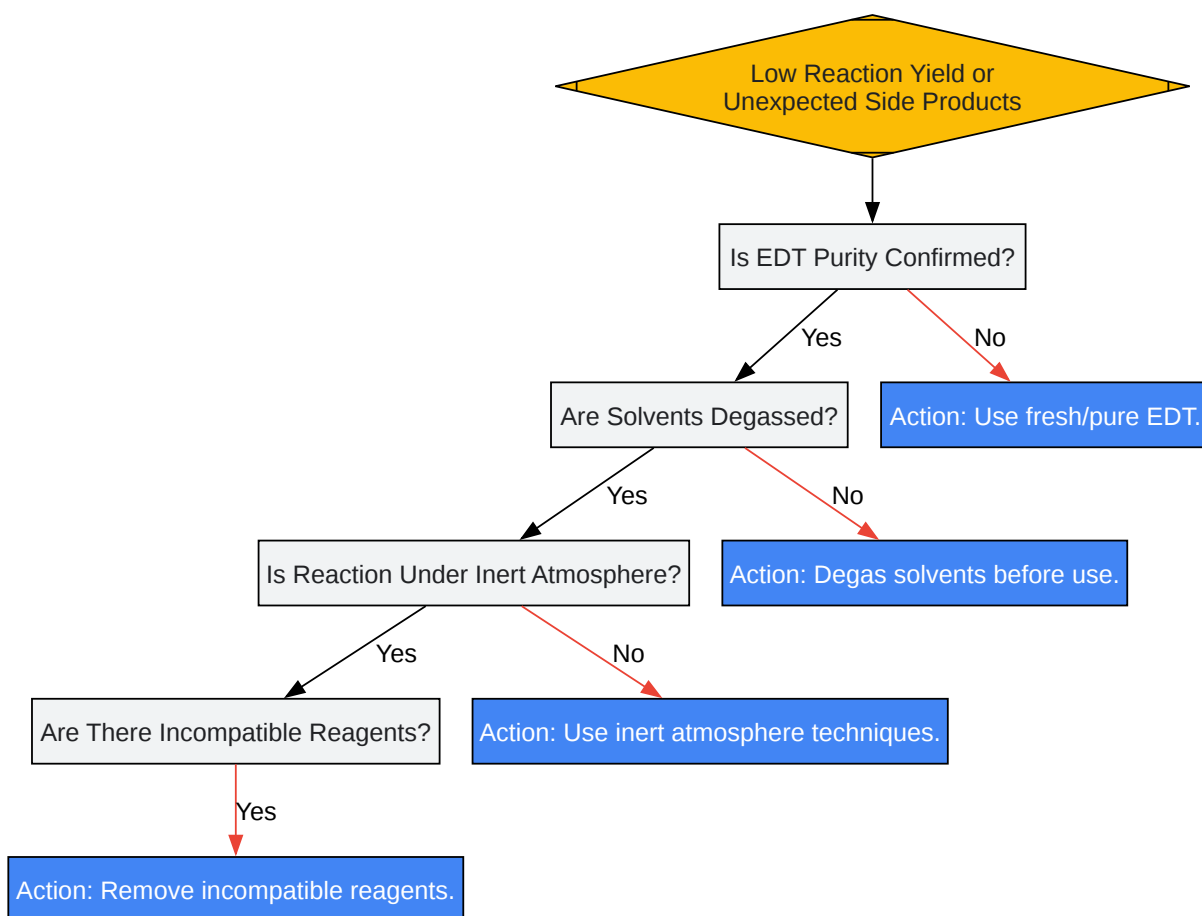 Low Reaction Yield or
Unexpected Side Products
Is EDT Purity Confirmed?
Yes
No
Are Solvents Degassed?
Action: Use fresh/pure EDT.
Yes
No
Is Reaction Under Inert Atmosphere?
Action: Degas solvents before use.
Yes
No
Are There Incompatible Reagents?
Action: Use inert atmosphere techniques.
Yes
Action: Remove incompatible reagents.